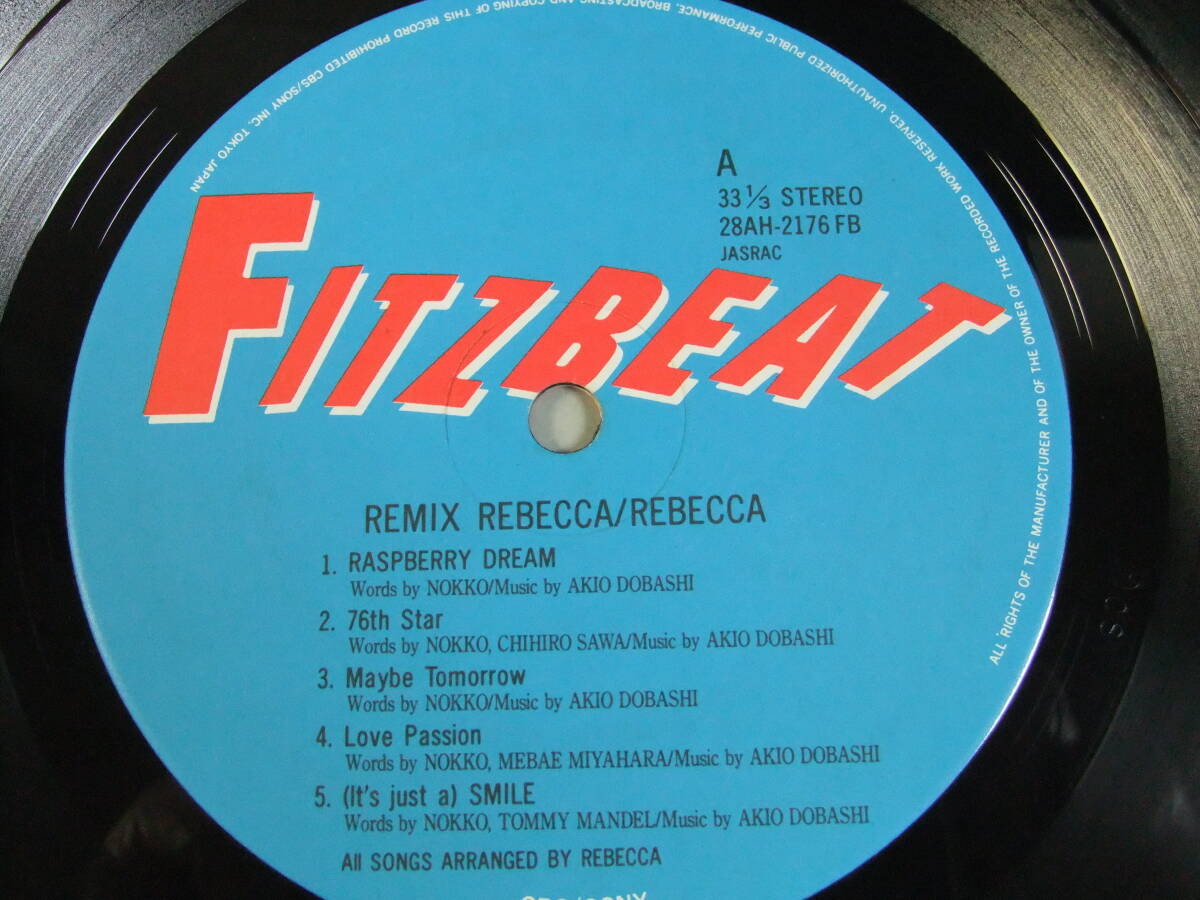 ALL RIGHTS OF THE MANUFACTURER AND OF THE OWNER OF THE RECORDED WORK RESERVED. UNAUTHORIZED PUBLIC PERFORMANCE, BROADCASTING AND COPYING OF THIS RECORD PROHIBITED CBS/SONY INC. TOKYO JAPAN
A
33 1/3 STEREO
28AH-2176 FB
JASRAC
FITZBEAT
REMIX REBECCA/REBECCA
1. RASPBERRY DREAM
Words by NOKKO/Music by AKIO DOBASHI
2. 76th Star
Words by NOKKO, CHIHIRO SAWA/Music by AKIO DOBASHI
3. Maybe Tomorrow
Words by NOKKO/Music by AKIO DOBASHI
4. Love Passion
Words by NOKKO, MEBAE MIYAHARA/Music by AKIO DOBASHI
5. (It's just a) SMILE
Words by NOKKO, TOMMY MANDEL/Music by AKIO DOBASHI
All SONGS ARRANGED BY REBECCA
CBS/SONY